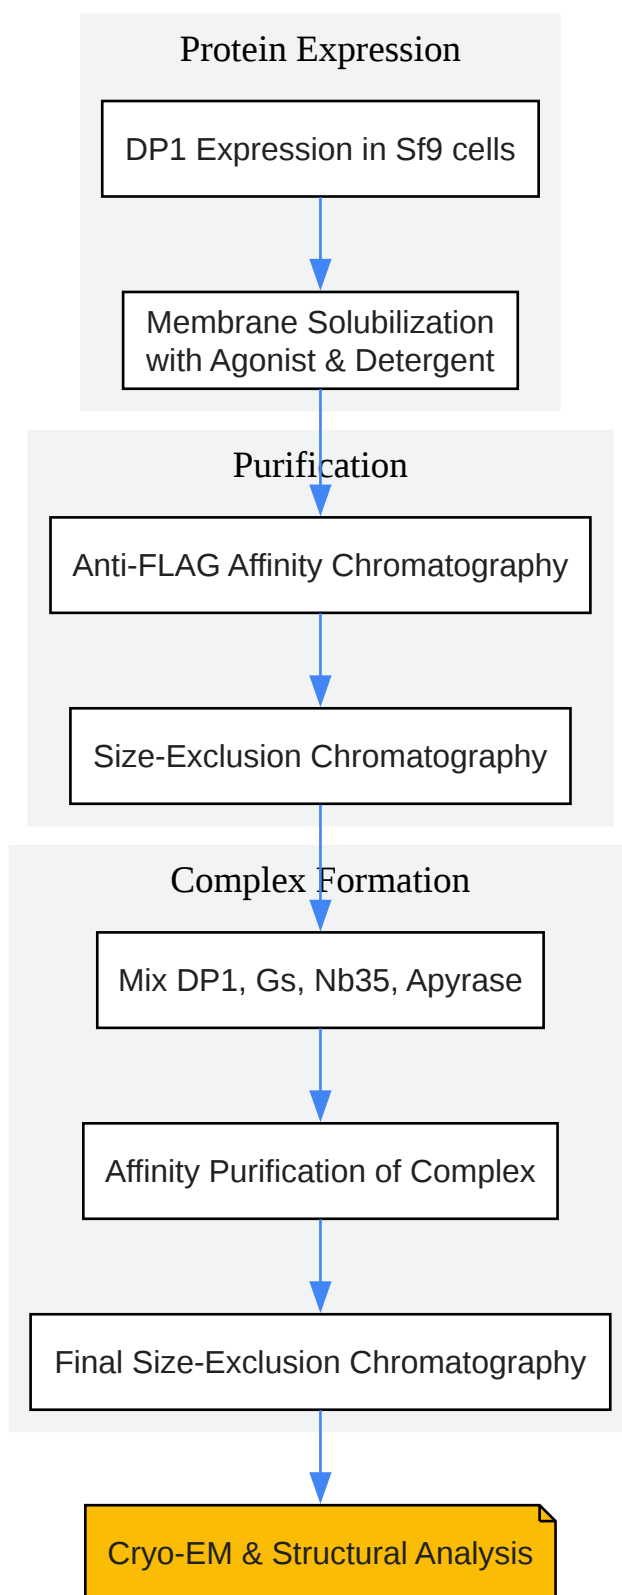 Protein Expression
DP1 Expression in Sf9 cells
Membrane Solubilization
with Agonist & Detergent
Purification
Anti-FLAG Affinity Chromatography
Size-Exclusion Chromatography
Complex Formation
Mix DP1, Gs, Nb35, Apyrase
Affinity Purification of Complex
Final Size-Exclusion Chromatography
Cryo-EM & Structural Analysis